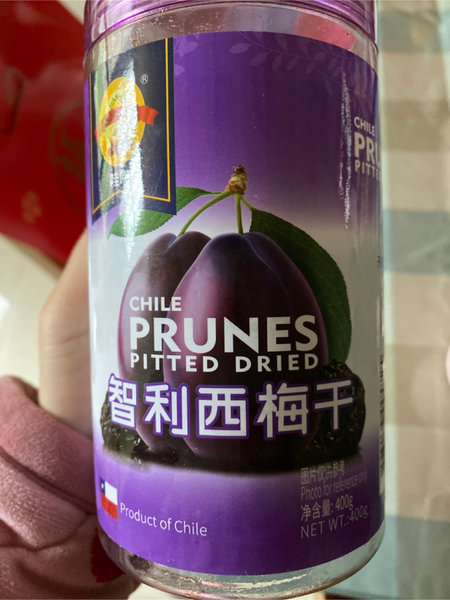 ®
CHILE
PRUNES
PITTED DRIED
智利西梅干
Product of Chile
图片仅供参考
Photo for reference only
净含量: 400g
NET WT.:400g
CHILE
PRUN
PITTED